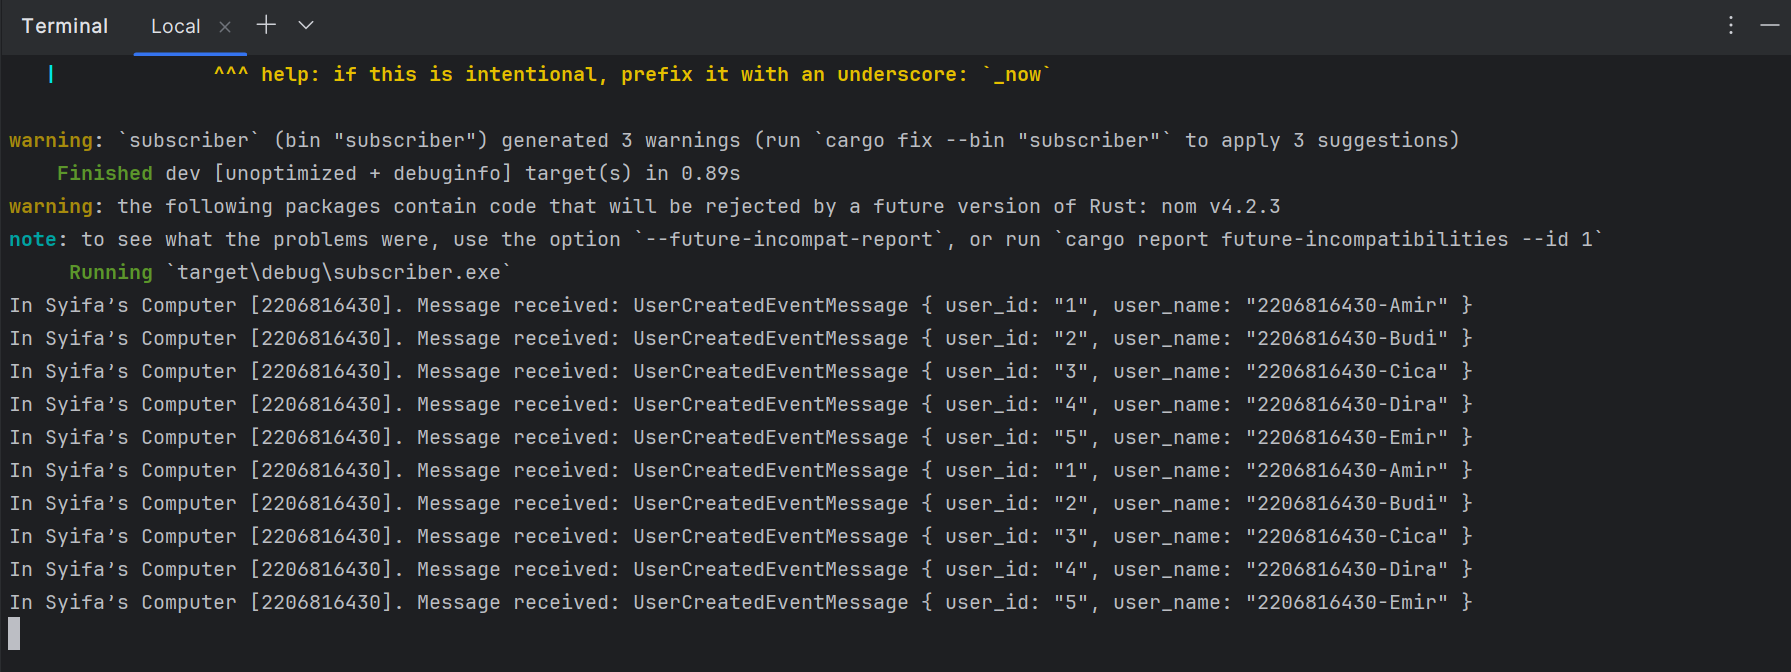 Terminal Local × + ⌄ ⋮ —
| ^^^ help: if this is intentional, prefix it with an underscore: `_now`
warning: `subscriber` (bin "subscriber") generated 3 warnings (run `cargo fix --bin "subscriber"` to apply 3 suggestions)
Finished dev [unoptimized + debuginfo] target(s) in 0.89s
warning: the following packages contain code that will be rejected by a future version of Rust: nom v4.2.3
note: to see what the problems were, use the option `--future-incompat-report`, or run `cargo report future-incompatibilities --id 1`
Running `target\debug\subscriber.exe`
In Syifa’s Computer [2206816430]. Message received: UserCreatedEventMessage { user_id: "1", user_name: "2206816430-Amir" }
In Syifa’s Computer [2206816430]. Message received: UserCreatedEventMessage { user_id: "2", user_name: "2206816430-Budi" }
In Syifa’s Computer [2206816430]. Message received: UserCreatedEventMessage { user_id: "3", user_name: "2206816430-Cica" }
In Syifa’s Computer [2206816430]. Message received: UserCreatedEventMessage { user_id: "4", user_name: "2206816430-Dira" }
In Syifa’s Computer [2206816430]. Message received: UserCreatedEventMessage { user_id: "5", user_name: "2206816430-Emir" }
In Syifa’s Computer [2206816430]. Message received: UserCreatedEventMessage { user_id: "1", user_name: "2206816430-Amir" }
In Syifa’s Computer [2206816430]. Message received: UserCreatedEventMessage { user_id: "2", user_name: "2206816430-Budi" }
In Syifa’s Computer [2206816430]. Message received: UserCreatedEventMessage { user_id: "3", user_name: "2206816430-Cica" }
In Syifa’s Computer [2206816430]. Message received: UserCreatedEventMessage { user_id: "4", user_name: "2206816430-Dira" }
In Syifa’s Computer [2206816430]. Message received: UserCreatedEventMessage { user_id: "5", user_name: "2206816430-Emir" }